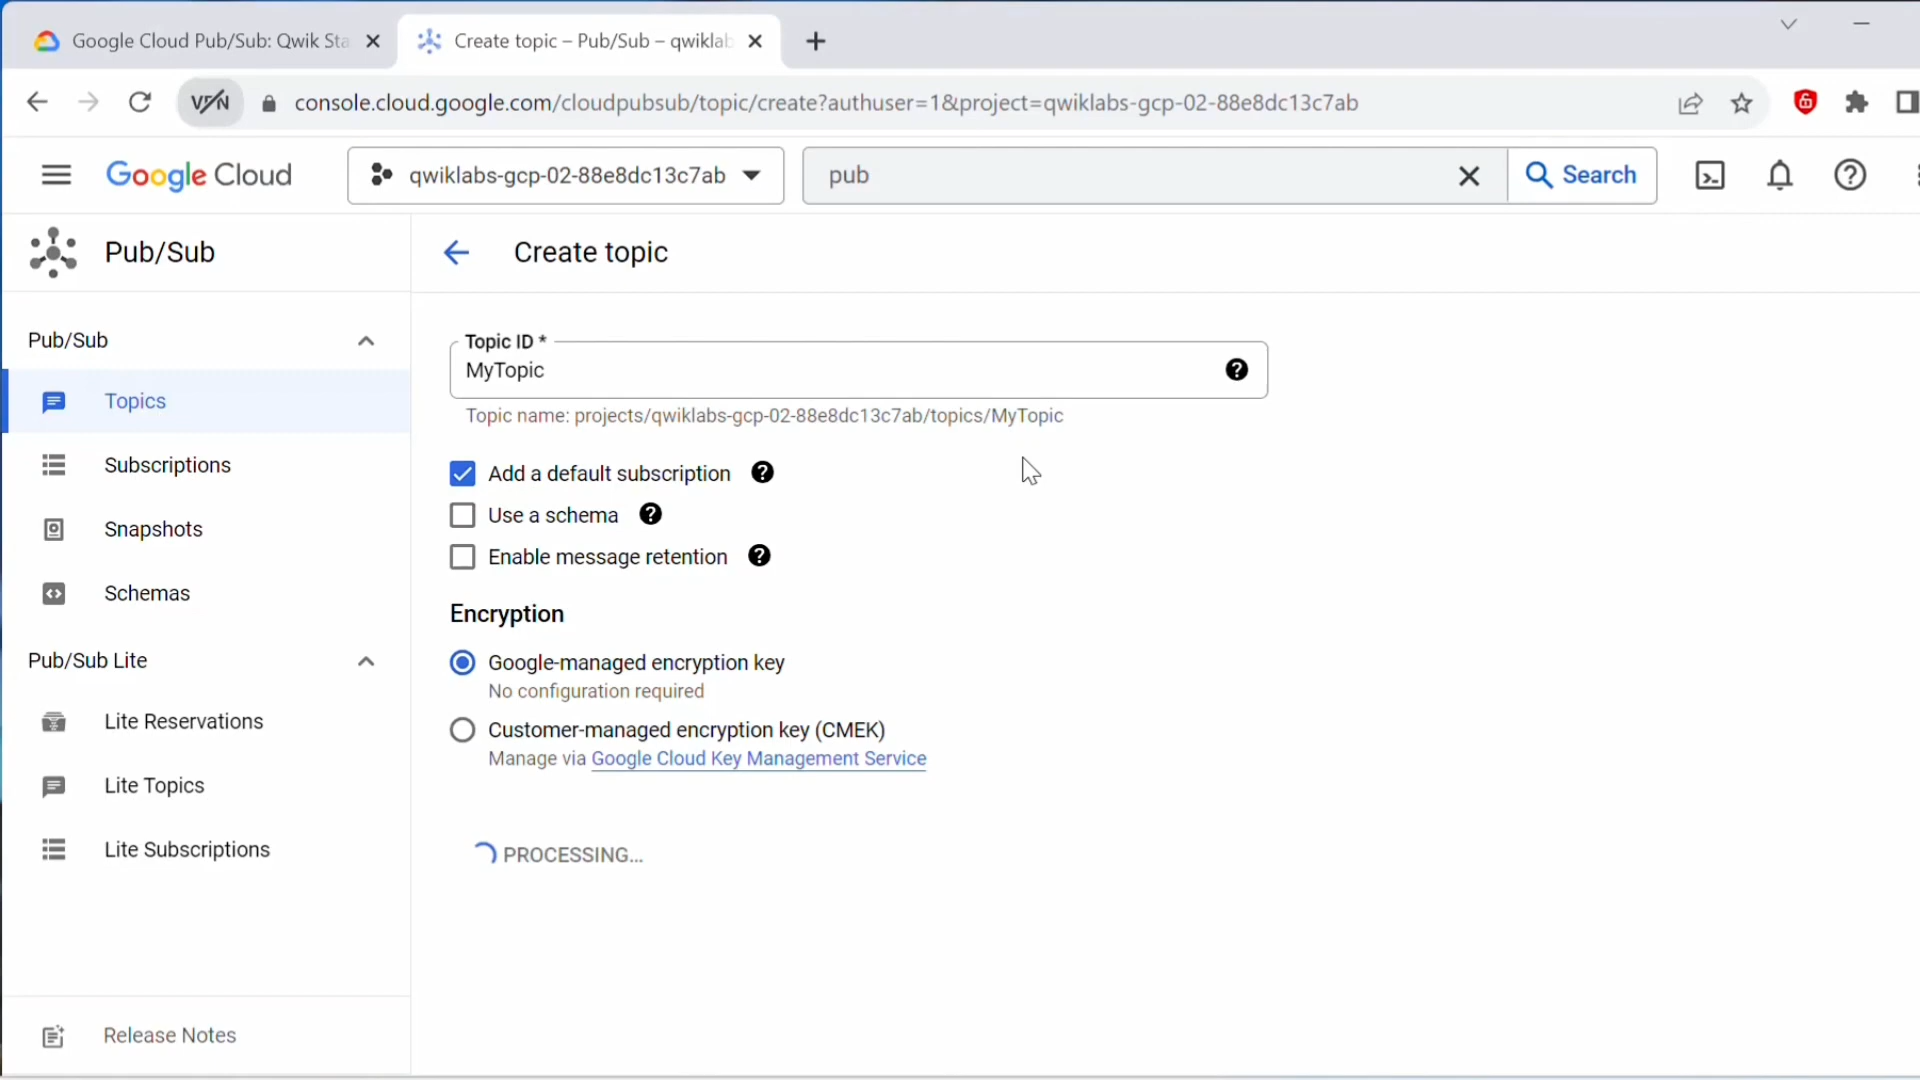 Google Cloud Pub/Sub: Qwik Sta
Create topic – Pub/Sub – qwiklab
VPN
console.cloud.google.com/cloudpubsub/topic/create?authuser=1&project=qwiklabs-gcp-02-88e8dc13c7ab
Google Cloud
qwiklabs-gcp-02-88e8dc13c7ab
pub
Search
Pub/Sub
Create topic
Pub/Sub
Topics
Subscriptions
Snapshots
Schemas
Pub/Sub Lite
Lite Reservations
Lite Topics
Lite Subscriptions
Release Notes
Topic ID *
MyTopic
Topic name: projects/qwiklabs-gcp-02-88e8dc13c7ab/topics/MyTopic
Add a default subscription
Use a schema
Enable message retention
Encryption
Google-managed encryption key
No configuration required
Customer-managed encryption key (CMEK)
Manage via Google Cloud Key Management Service
PROCESSING...